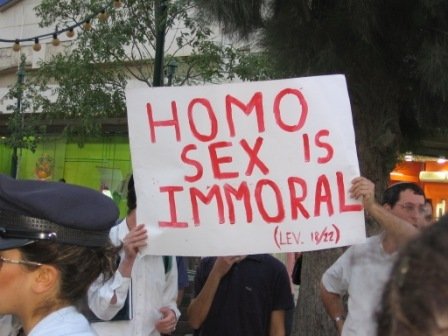 HOMO
SEX IS
IMMORAL
(LEV. 18/22)